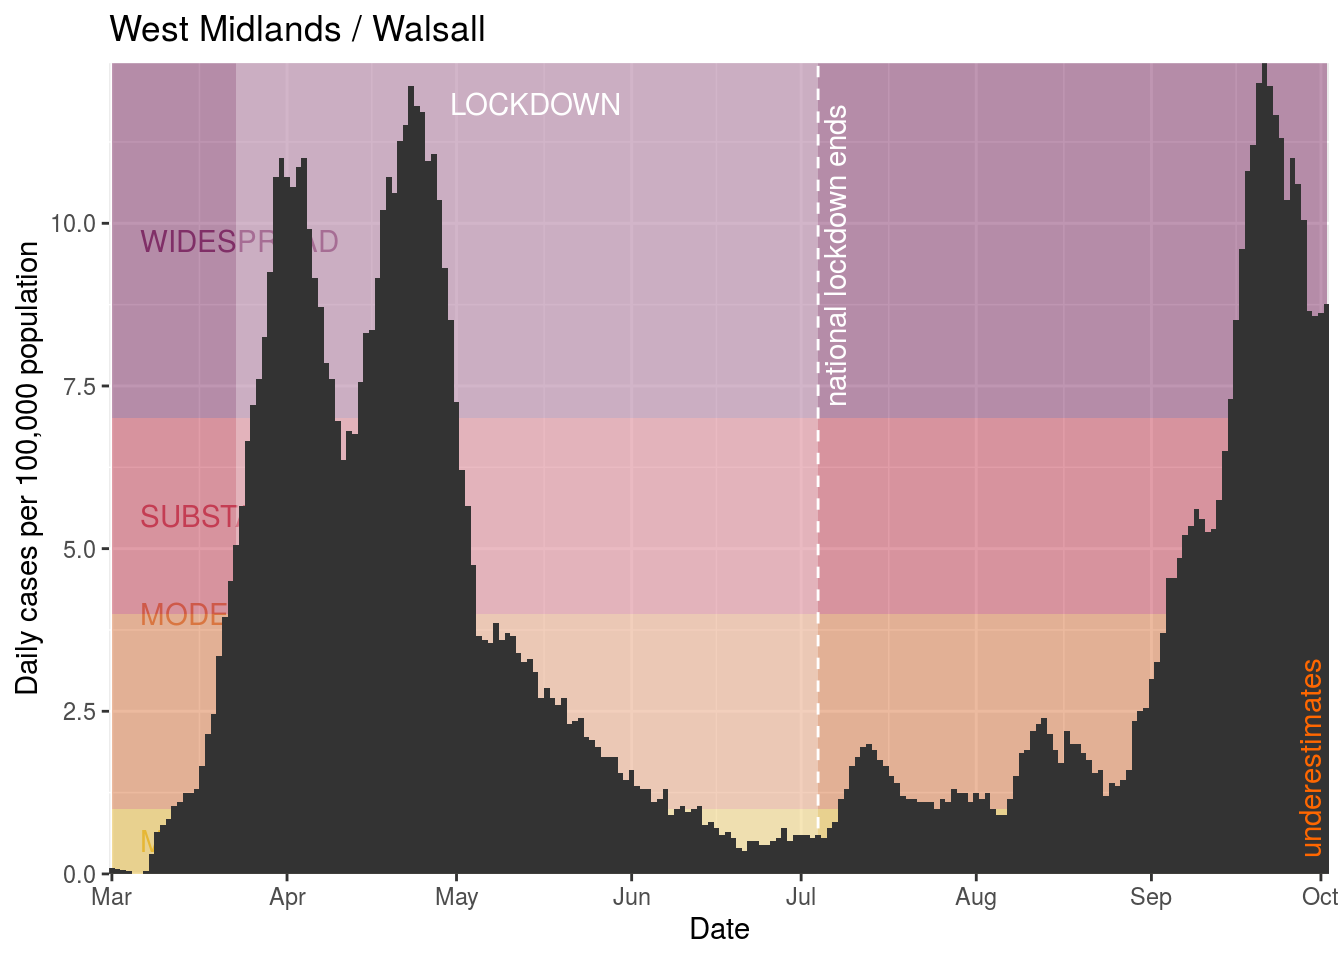 West Midlands / Walsall
LOCKDOWN
national lockdown ends
WIDESPREAD
SUBSTA
MODE
M
underestimates
Daily cases per 100,000 population
10.0
7.5
5.0
2.5
0.0
Mar Apr May Jun Jul Aug Sep Oct
Date